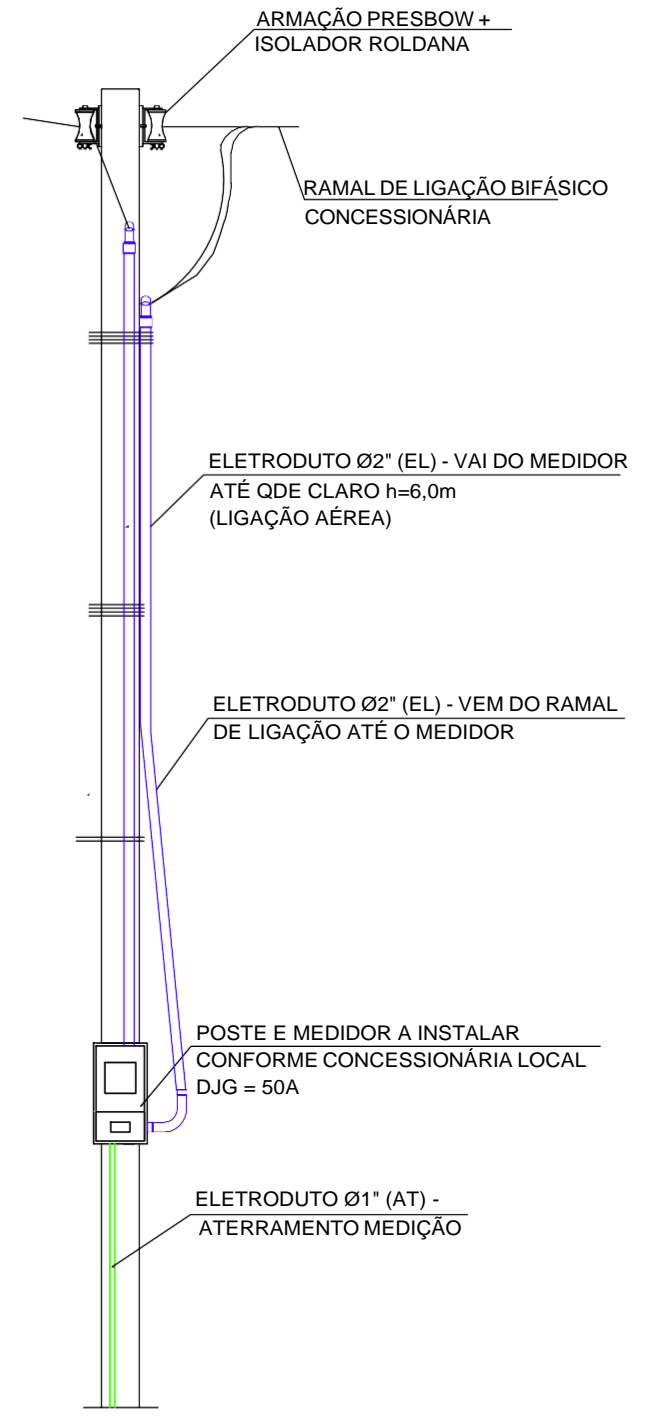 ARMAÇÃO PRESBOW +
ISOLADOR ROLDANA
RAMAL DE LIGAÇÃO BIFÁSICO
CONCESSIONÁRIA
ELETRODUTO Ø2" (EL) - VAI DO MEDIDOR
ATÉ QDE CLARO h=6,0m
(LIGAÇÃO AÉREA)
ELETRODUTO Ø2" (EL) - VEM DO RAMAL
DE LIGAÇÃO ATÉ O MEDIDOR
POSTE E MEDIDOR A INSTALAR
CONFORME CONCESSIONÁRIA LOCAL
DJG = 50A
ELETRODUTO Ø1" (AT) -
ATERRAMENTO MEDIÇÃO